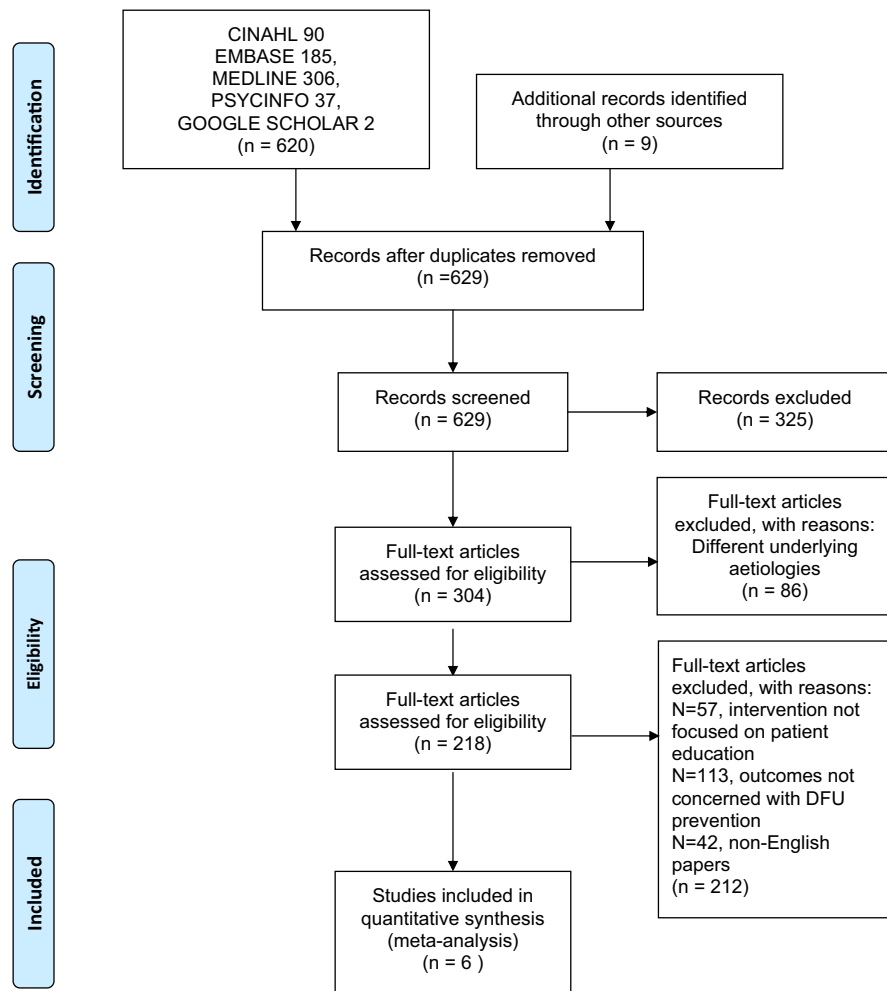 Identification
CINAHL 90
EMBASE 185,
MEDLINE 306,
PSYCINFO 37,
GOOGLE SCHOLAR 2
(n = 620)
Additional records identified
through other sources
(n = 9)
Records after duplicates removed
(n =629)
Screening
Records screened
(n = 629)
Records excluded
(n = 325)
Eligibility
Full-text articles
assessed for eligibility
(n = 304)
Full-text articles
excluded, with reasons:
Different underlying
aetiologies
(n = 86)
Full-text articles
assessed for eligibility
(n = 218)
Full-text articles
excluded, with reasons:
N=57, intervention not
focused on patient
education
N=113, outcomes not
concerned with DFU
prevention
N=42, non-English
papers
(n = 212)
Included
Studies included in
quantitative synthesis
(meta-analysis)
(n = 6 )